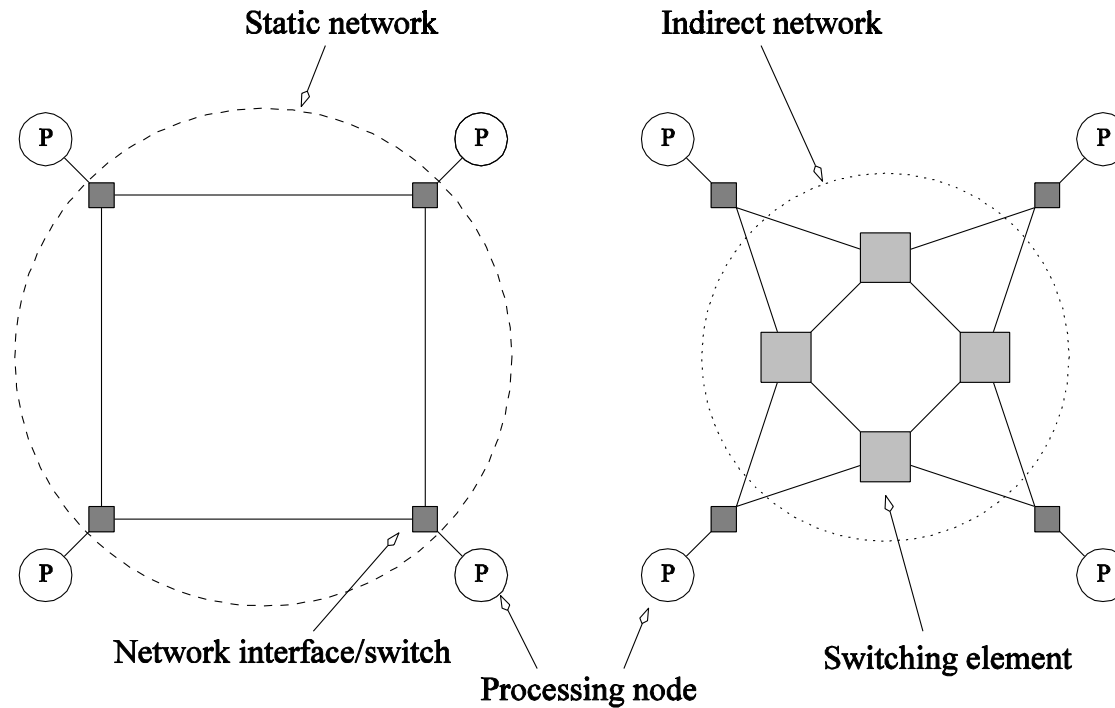 Static network
Indirect network
P
P
P
P
P
P
P
P
Network interface/switch
Switching element
Processing node